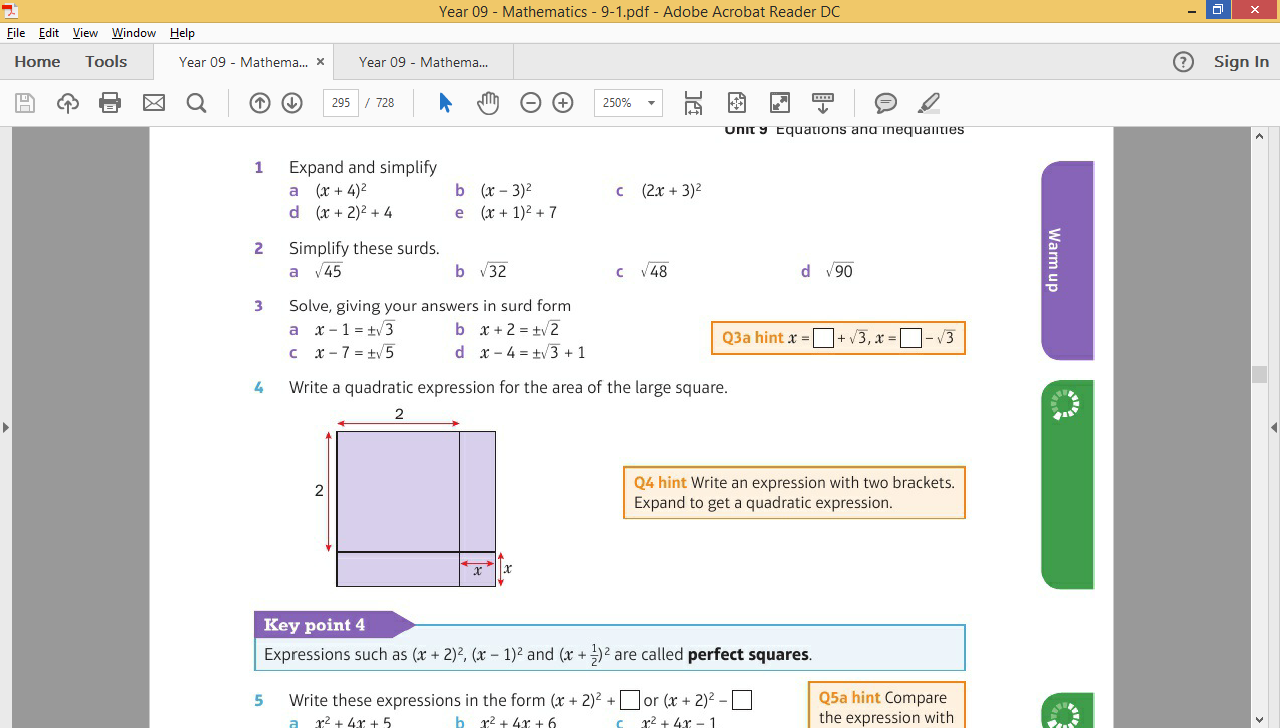 Year 09 - Mathematics - 9-1.pdf - Adobe Acrobat Reader DC
File Edit View Window Help
Home Tools Year 09 - Mathema... × Year 09 - Mathema... ? Sign In
295 / 728 250%
Unit 9 Equations and inequalities
1 Expand and simplify
a (x + 4)² b (x – 3)² c (2x + 3)²
d (x + 2)² + 4 e (x + 1)² + 7
2 Simplify these surds.
a √45 b √32 c √48 d √90
3 Solve, giving your answers in surd form
a x – 1 = ±√3 b x + 2 = ±√2
c x – 7 = ±√5 d x – 4 = ±√3 + 1
Q3a hint x = □ + √3, x = □ – √3
Warm up
4 Write a quadratic expression for the area of the large square.
2
2
x x
Q4 hint Write an expression with two brackets.
Expand to get a quadratic expression.
Key point 4
Expressions such as (x + 2)², (x – 1)² and (x + ½)² are called perfect squares.
5 Write these expressions in the form (x + 2)² + □ or (x + 2)² – □
a x² + 4x + 5 b x² + 4x + 6 c x² + 4x – 1
Q5a hint Compare
the expression with